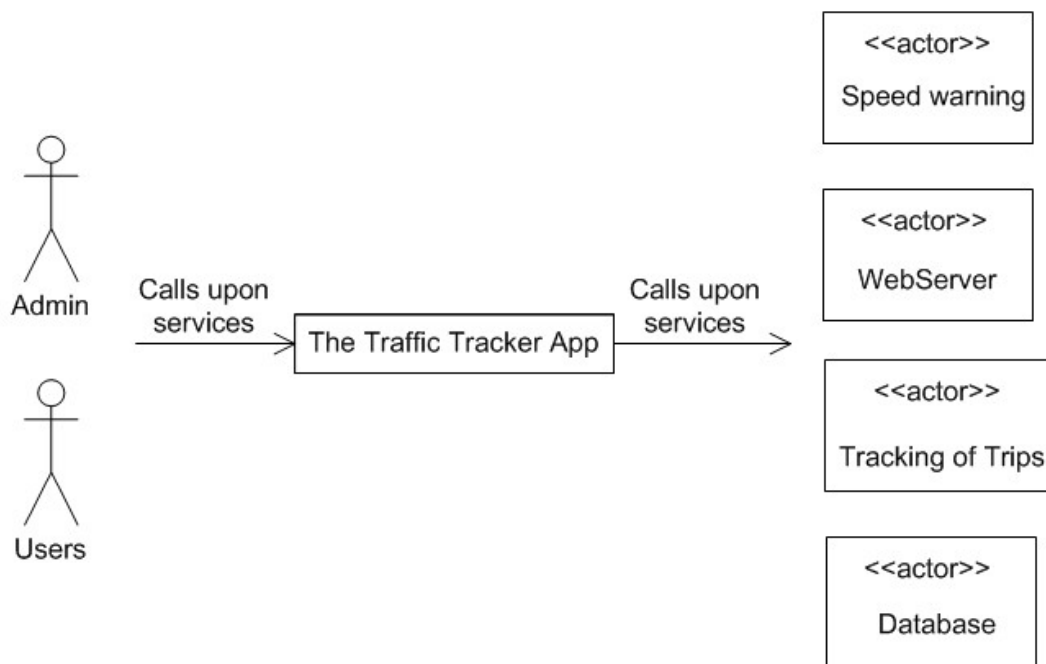 Admin
Users
Calls upon
services
The Traffic Tracker App
Calls upon
services
<<actor>>
Speed warning
<<actor>>
WebServer
<<actor>>
Tracking of Trips
<<actor>>
Database